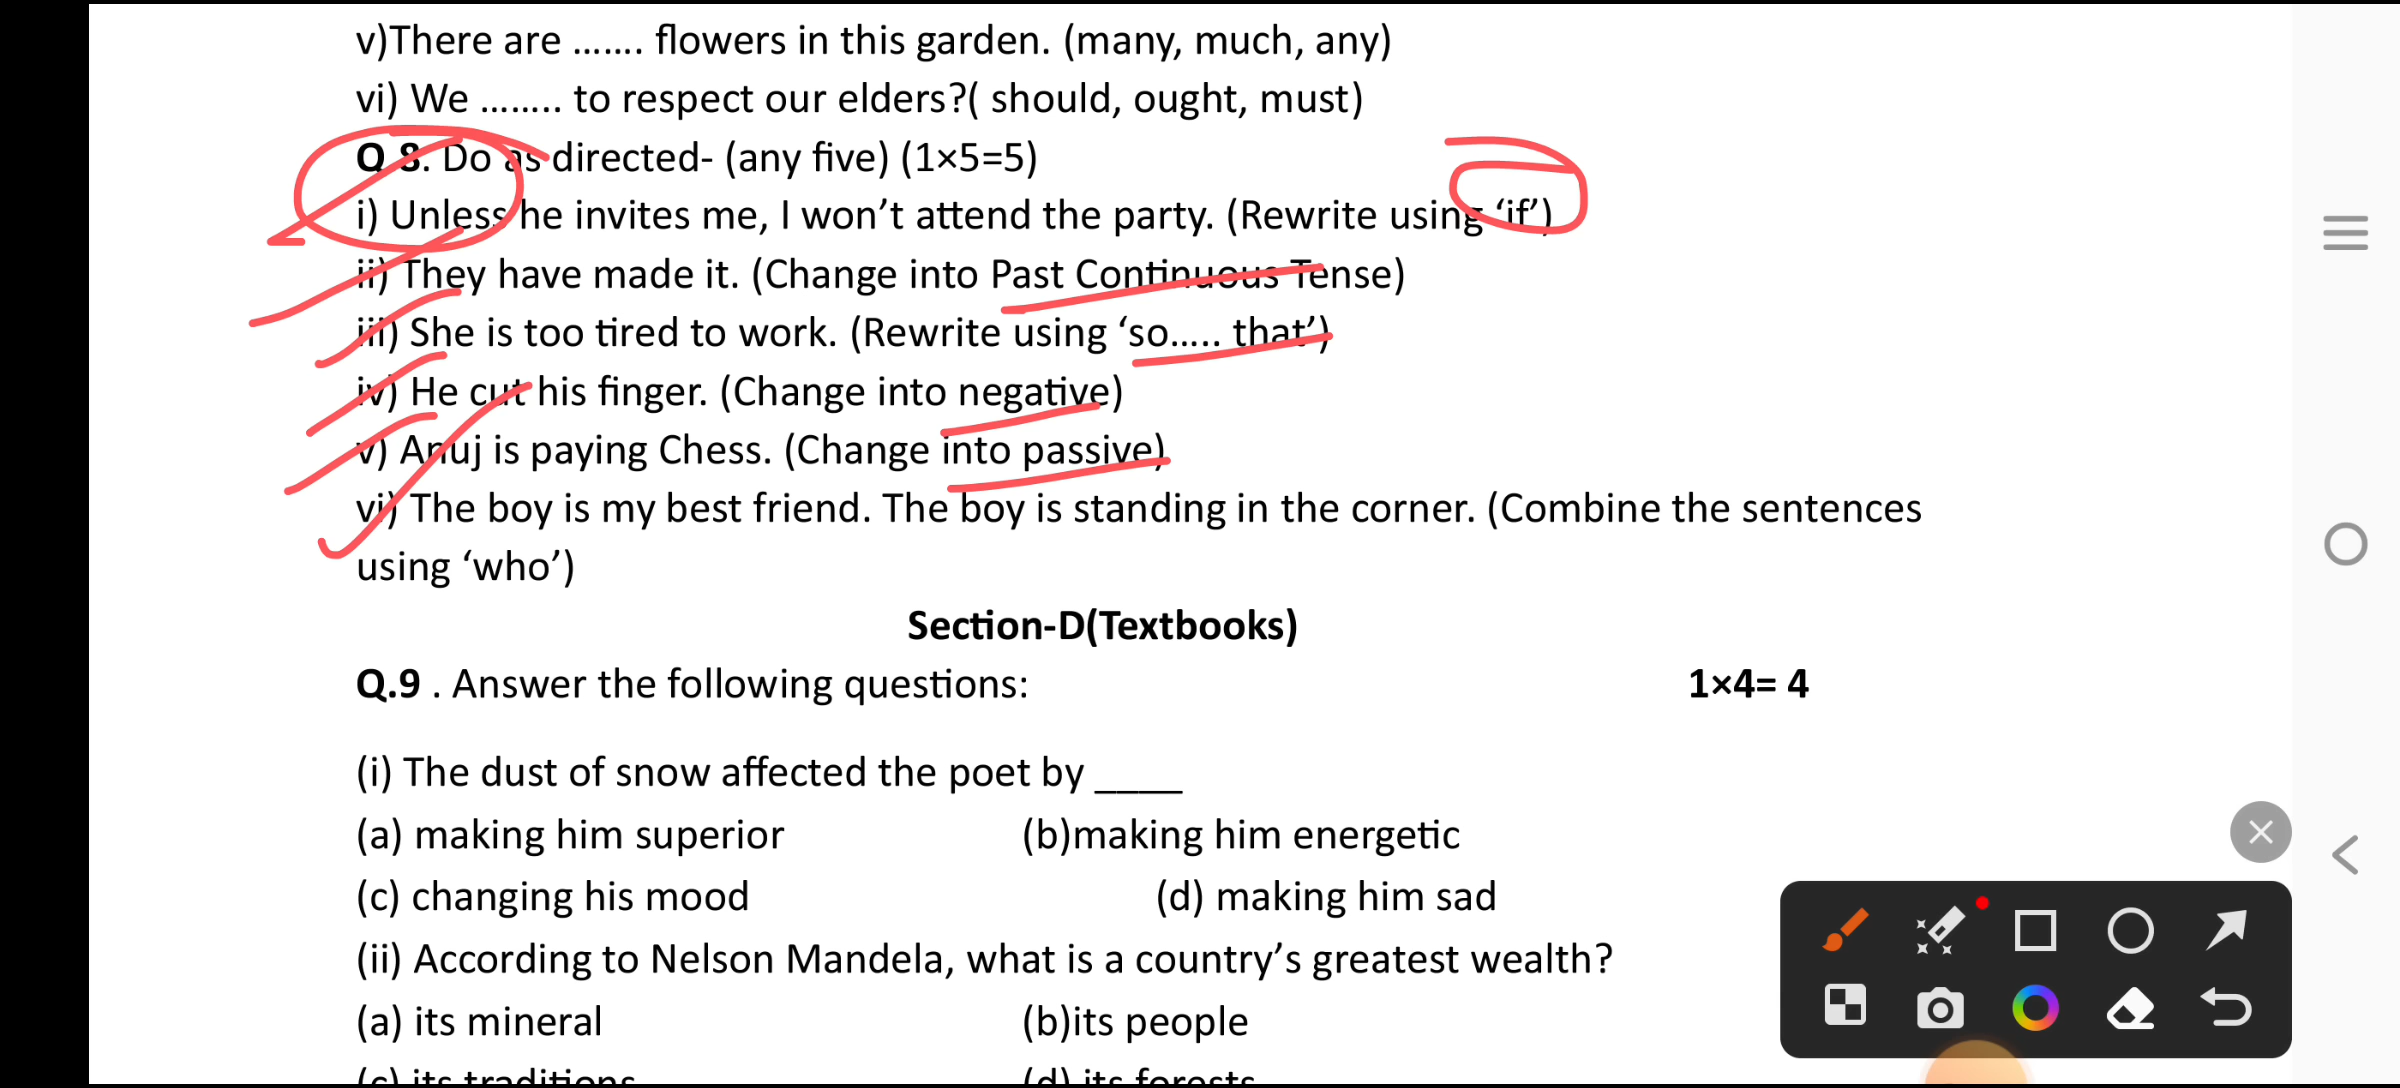 v)There are ....... flowers in this garden. (many, much, any)
vi) We ........ to respect our elders?( should, ought, must)
Q.8. Do as directed- (any five) (1×5=5)
i) Unless he invites me, I won’t attend the party. (Rewrite using ‘if’)
ii) They have made it. (Change into Past Continuous Tense)
iii) She is too tired to work. (Rewrite using ‘so..... that’)
iv) He cut his finger. (Change into negative)
v) Anuj is paying Chess. (Change into passive)
vi) The boy is my best friend. The boy is standing in the corner. (Combine the sentences
using ‘who’)
Section-D(Textbooks)
Q.9 . Answer the following questions: 1×4= 4
(i) The dust of snow affected the poet by ____
(a) making him superior (b)making him energetic
(c) changing his mood (d) making him sad
(ii) According to Nelson Mandela, what is a country’s greatest wealth?
(a) its mineral (b)its people
(c) its traditions (d) its forests